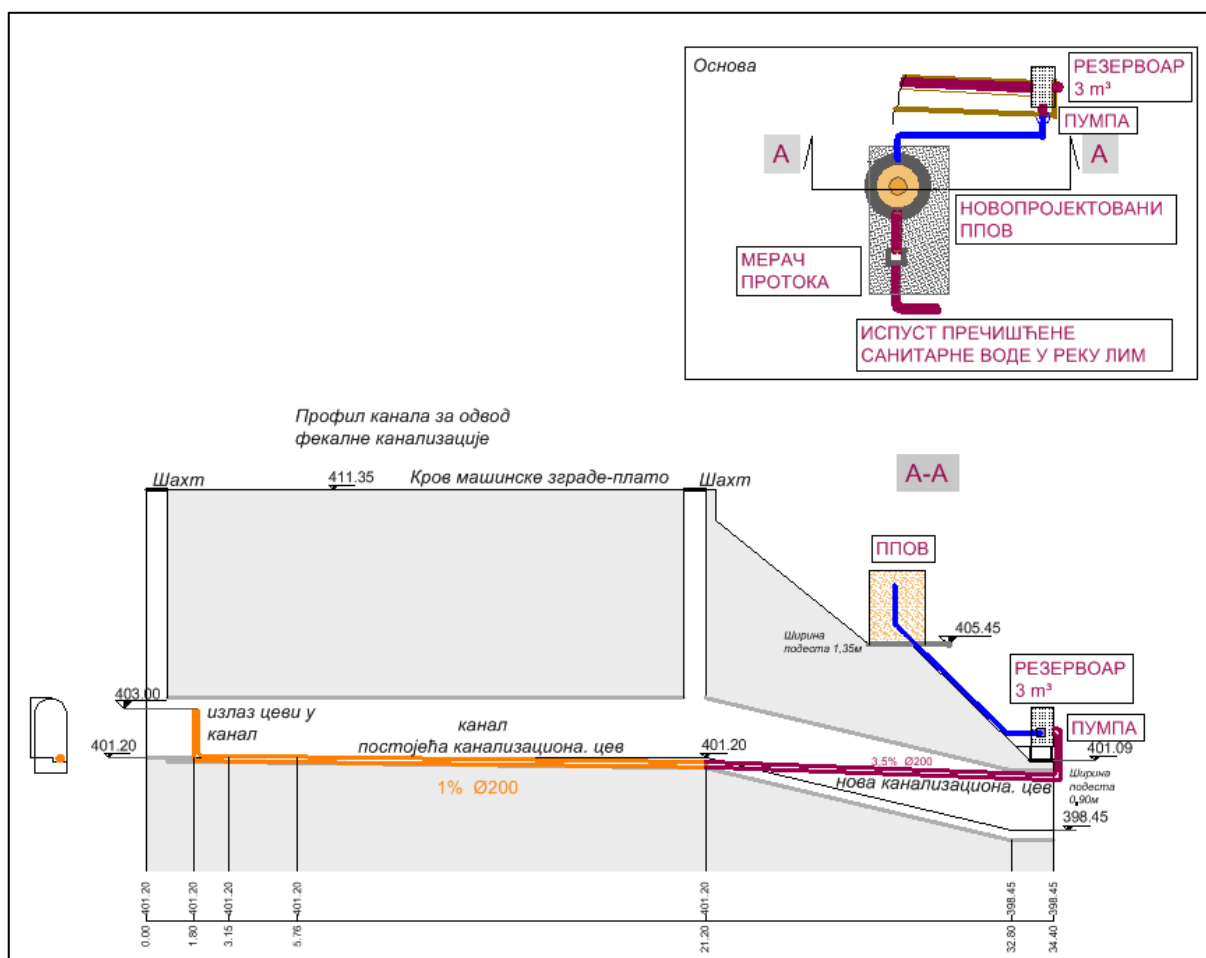 Основа
РЕЗЕРВОАР
3 m³
ПУМПА
А
А
НОВОПРОЈЕКТОВАНИ
ППОВ
МЕРАЧ
ПРОТОКА
ИСПУСТ ПРЕЧИШЋЕНЕ
САНИТАРНЕ ВОДЕ У РЕКУ ЛИМ
Профил канала за одвод
фекалне канализације
Шахт
411.35
Кров машинске зграде-плато
Шахт
А-А
ППОВ
Ширина
подеста 1,35м
405.45
РЕЗЕРВОАР
3 m³
ПУМПА
403.00
излаз цеви у
канал
канал
постојећа канализациона. цев
401.20
401.20
401.09
3.5% Ø200
нова канализациона. цев
Ширина
подеста
0,90м
1% Ø200
398.45
401.20
401.20
401.20
401.20
401.20
398.45
398.45
0.00
1.80
3.15
5.76
21.20
32.80
34.40